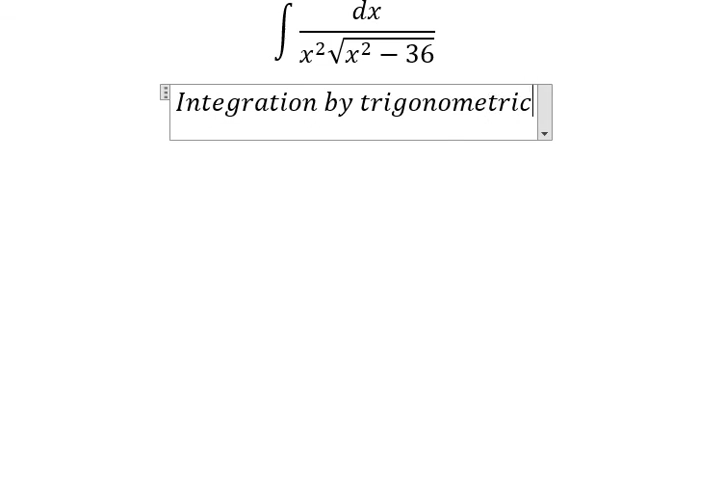 ∫ dx / (x²√(x² − 36))
Integration by trigonometric